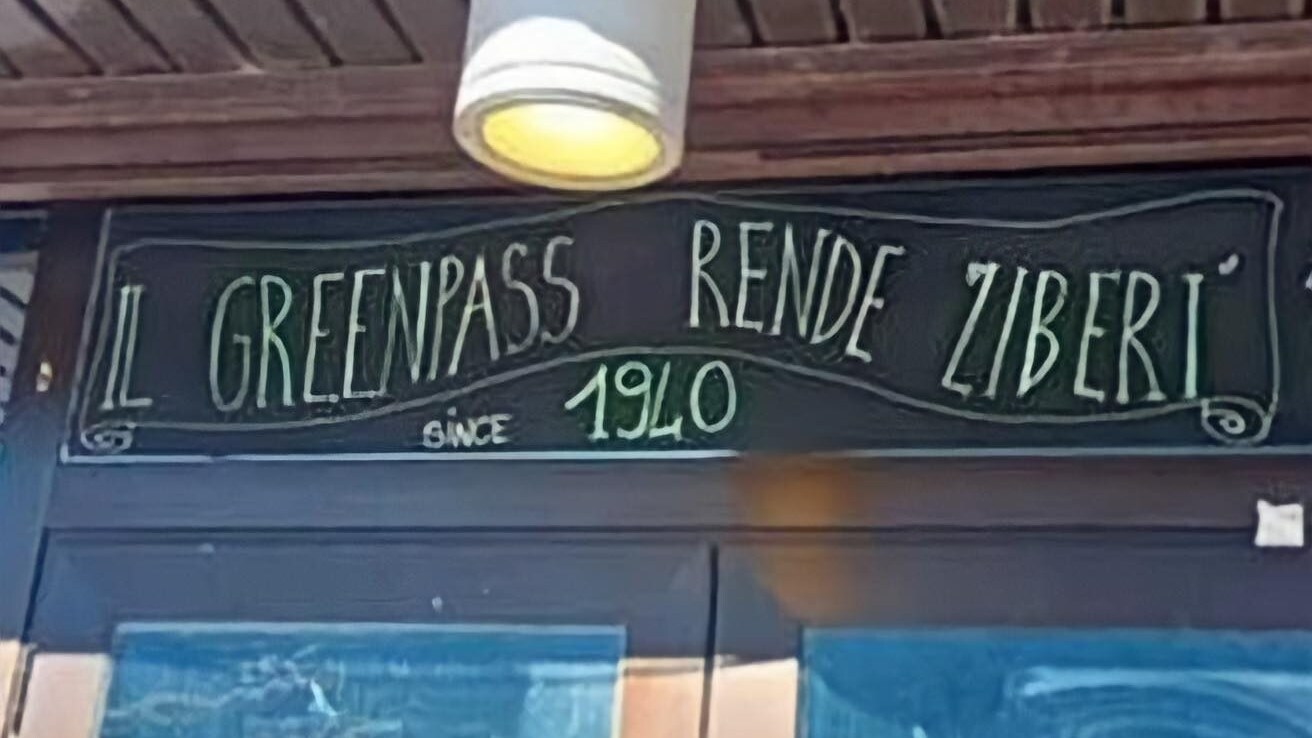 IL GREENPASS RENDE ZIBERI'
SINCE 1940